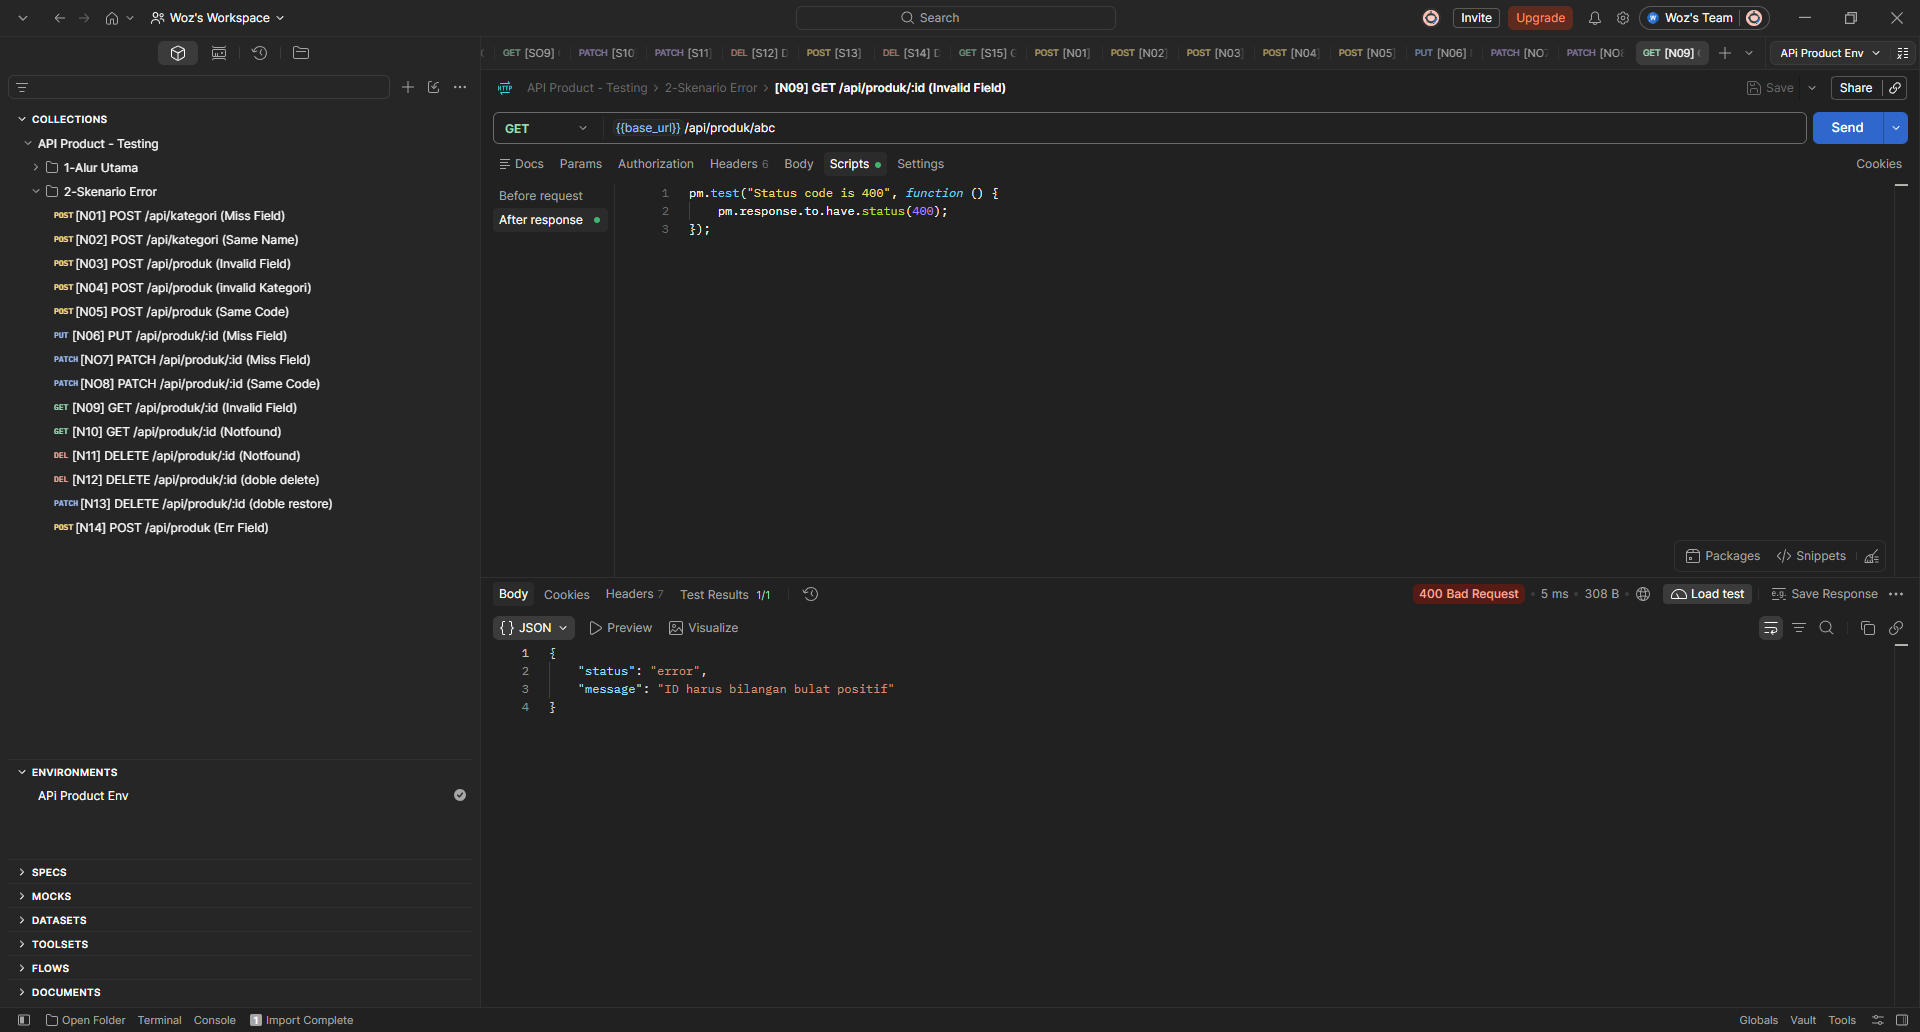 Woz's Workspace
Search
Invite
Upgrade
Woz's Team
GET [SO9]
PATCH [S10
PATCH [S11]
DEL [S12] D
POST [S13]
DEL [S14] D
GET [S15]
POST [N01]
POST [N02]
POST [N03]
POST [N04]
POST [N05]
PUT [N06]
PATCH [NO
PATCH [NO
GET [N09]
APi Product Env
API Product - Testing > 2-Skenario Error > [N09] GET /api/produk/:id (Invalid Field)
Save
Share
COLLECTIONS
API Product - Testing
1-Alur Utama
2-Skenario Error
POST [N01] POST /api/kategori (Miss Field)
POST [N02] POST /api/kategori (Same Name)
POST [N03] POST /api/produk (Invalid Field)
POST [N04] POST /api/produk (invalid Kategori)
POST [N05] POST /api/produk (Same Code)
PUT [N06] PUT /api/produk/:id (Miss Field)
PATCH [NO7] PATCH /api/produk/:id (Miss Field)
PATCH [NO8] PATCH /api/produk/:id (Same Code)
GET [N09] GET /api/produk/:id (Invalid Field)
GET [N10] GET /api/produk/:id (Notfound)
DEL [N11] DELETE /api/produk/:id (Notfound)
DEL [N12] DELETE /api/produk/:id (doble delete)
PATCH [N13] DELETE /api/produk/:id (doble restore)
POST [N14] POST /api/produk (Err Field)
ENVIRONMENTS
APi Product Env
SPECS
MOCKS
DATASETS
TOOLSETS
FLOWS
DOCUMENTS
GET {{base_url}} /api/produk/abc
Send
Docs Params Authorization Headers 6 Body Scripts Settings
Cookies
Before request
After response
1 pm.test("Status code is 400", function () {
2 pm.response.to.have.status(400);
3 });
Packages
Snippets
Body Cookies Headers 7 Test Results 1/1
400 Bad Request 5 ms 308 B
Load test
e.g. Save Response
{} JSON Preview Visualize
1 {
2 "status": "error",
3 "message": "ID harus bilangan bulat positif"
4 }
Open Folder Terminal Console 1 Import Complete
Globals Vault Tools